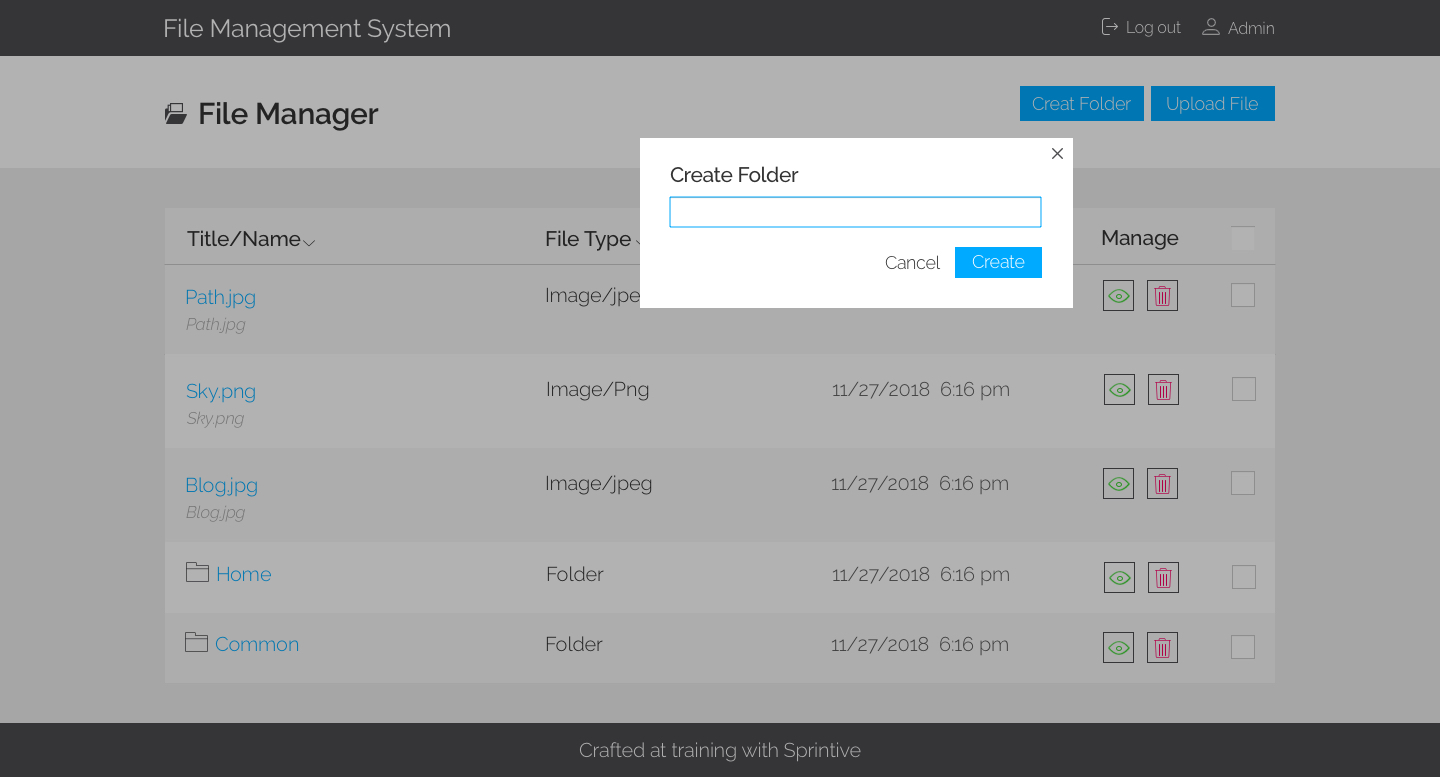 File Management System
Log out
Admin
File Manager
Creat Folder
Upload File
Create Folder
Cancel
Create
Title/Name
File Type
Manage
Path.jpg
Image/jpe
Path.jpg
Sky.png
Image/Png
11/27/2018 6:16 pm
Sky.png
Blog.jpg
Image/jpeg
11/27/2018 6:16 pm
Blog.jpg
Home
Folder
11/27/2018 6:16 pm
Common
Folder
11/27/2018 6:16 pm
Crafted at training with Sprintive